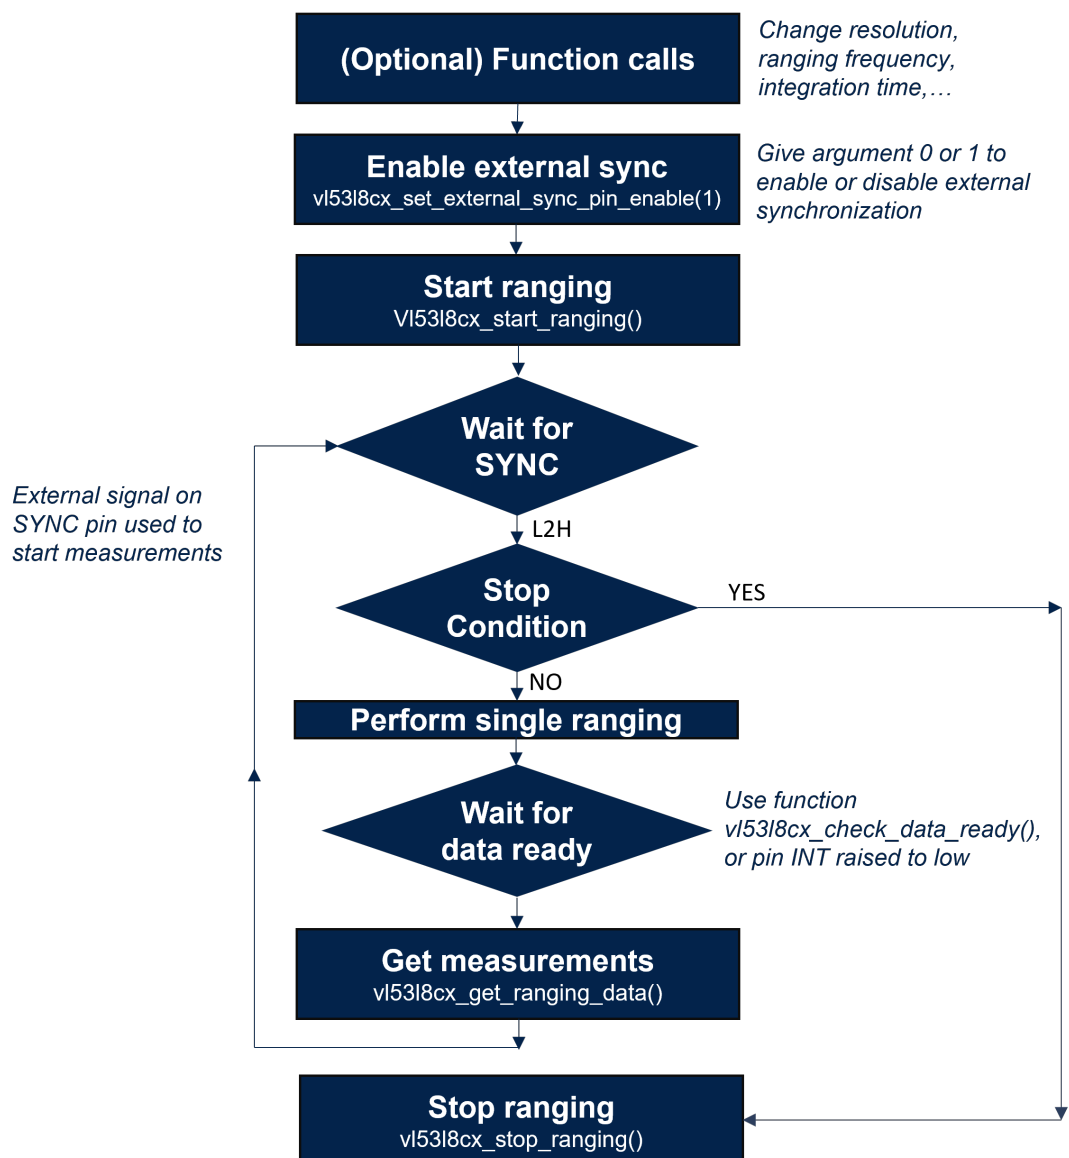 (Optional) Function calls
Change resolution,
ranging frequency,
integration time,…
Enable external sync
vl53l8cx_set_external_sync_pin_enable(1)
Give argument 0 or 1 to
enable or disable external
synchronization
Start ranging
Vl53l8cx_start_ranging()
Wait for
SYNC
External signal on
SYNC pin used to
start measurements
L2H
Stop
Condition
YES
NO
Perform single ranging
Wait for
data ready
Use function
vl53l8cx_check_data_ready(),
or pin INT raised to low
Get measurements
vl53l8cx_get_ranging_data()
Stop ranging
vl53l8cx_stop_ranging()